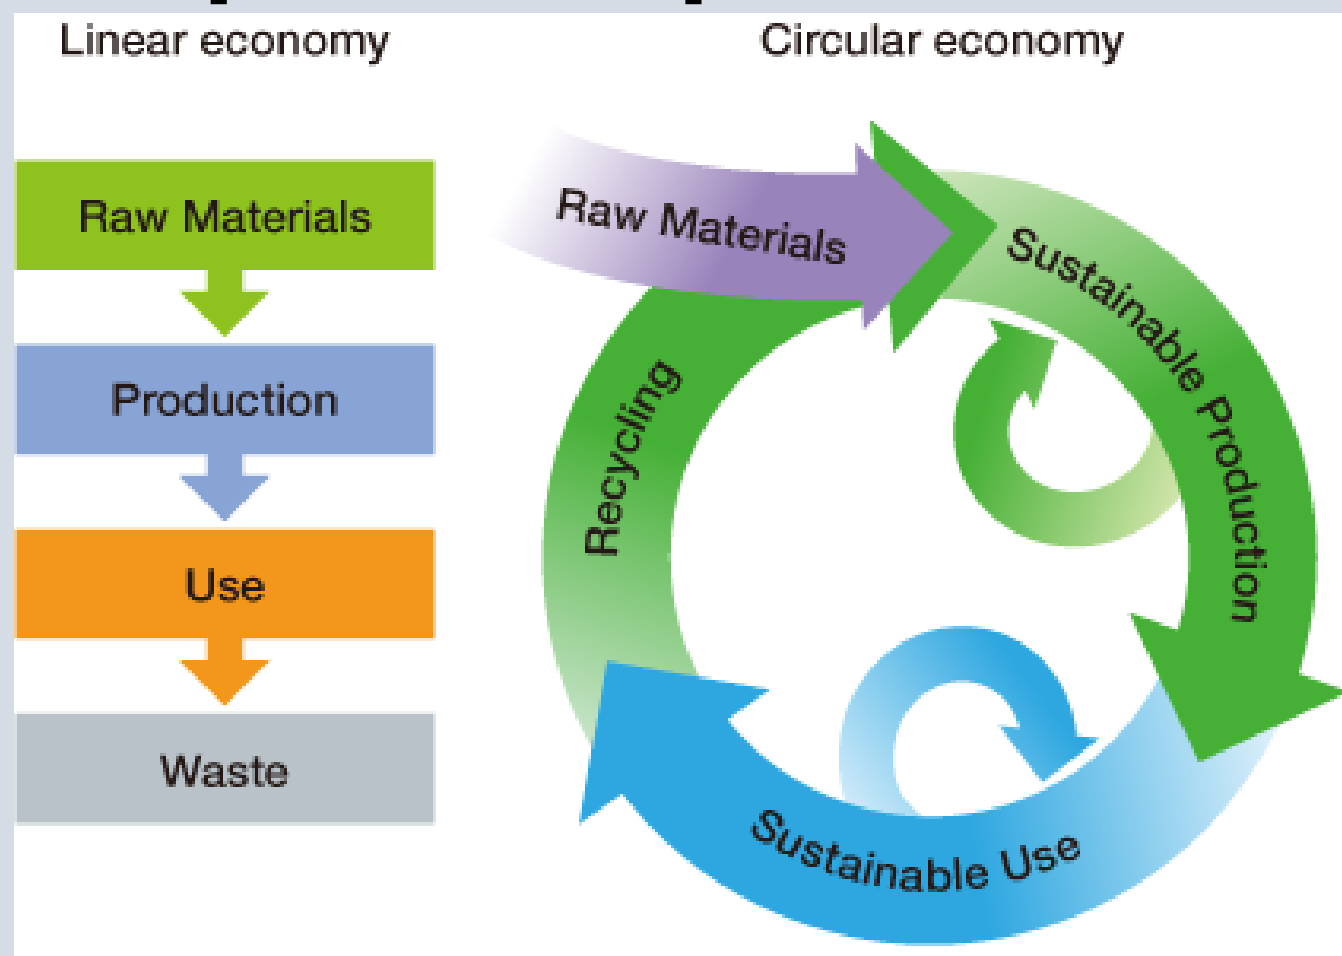 Linear economy
Raw Materials
Production
Use
Waste
Circular economy
Raw Materials
Sustainable Production
Sustainable Use
Recycling